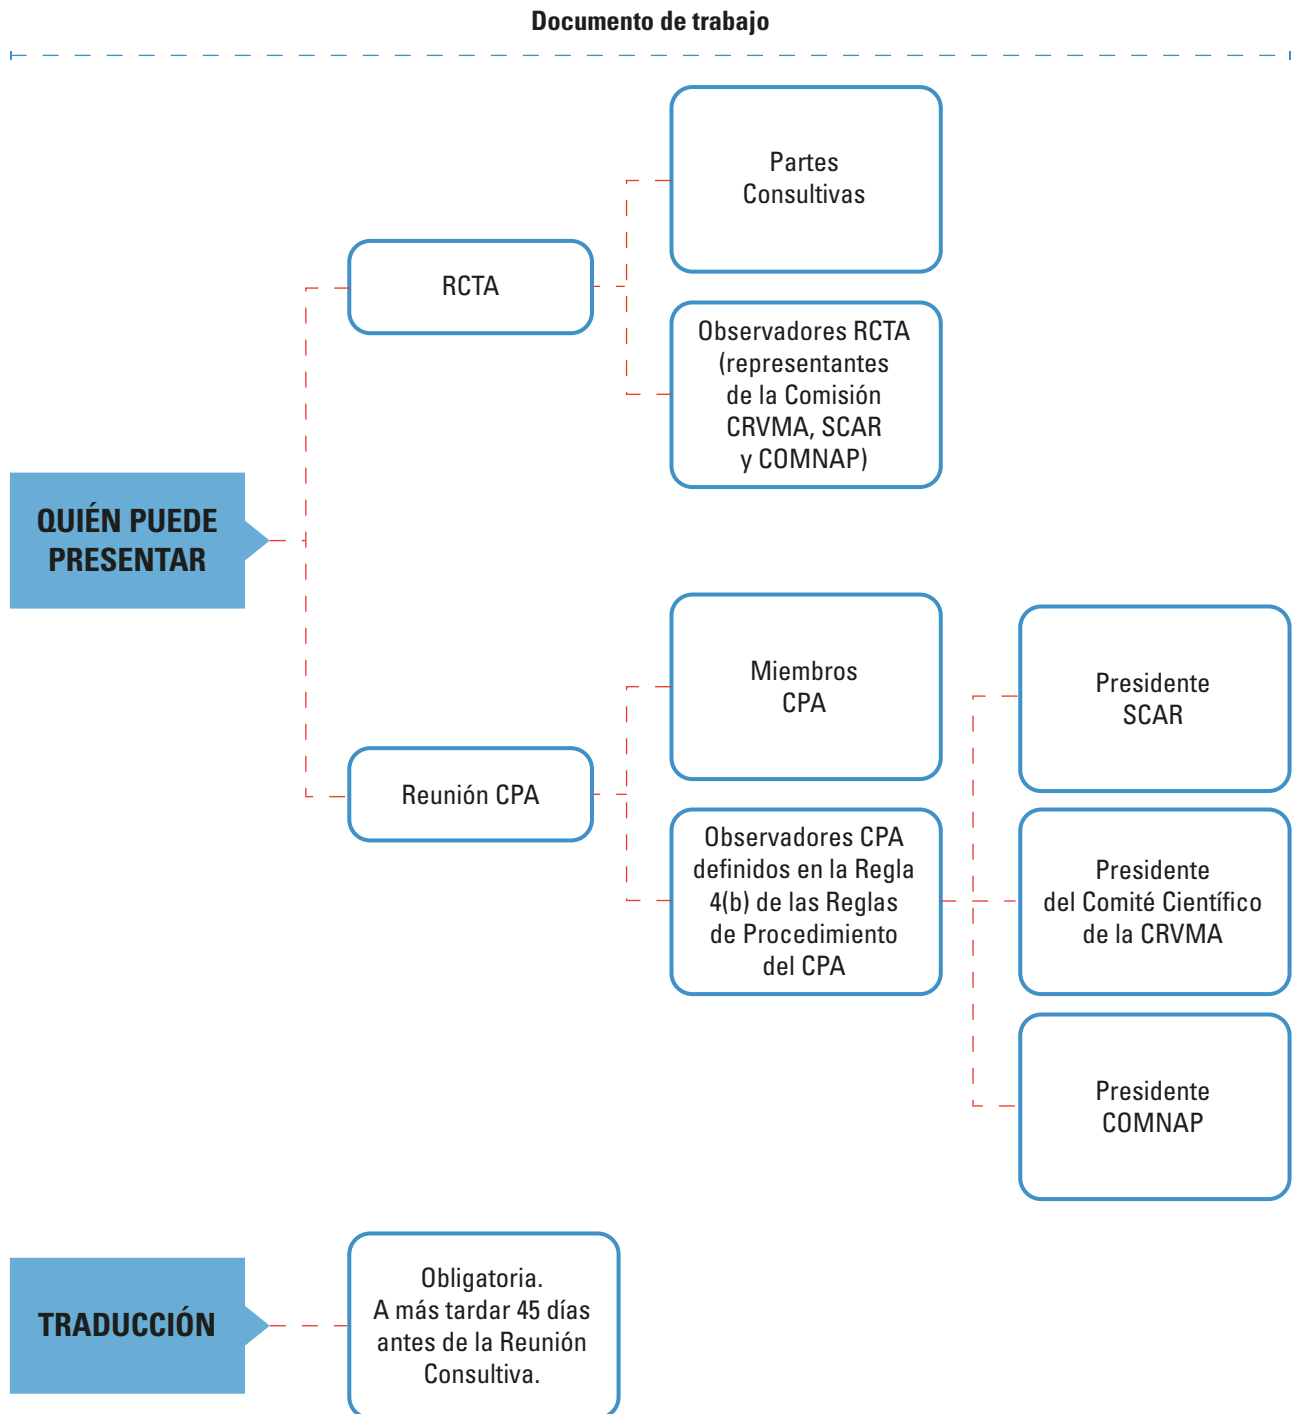 Documento de trabajo
QUIÉN PUEDE
PRESENTAR
RCTA
Partes
Consultivas
Observadores RCTA
(representantes
de la Comisión
CRVMA, SCAR
y COMNAP)
Reunión CPA
Miembros
CPA
Observadores CPA
definidos en la Regla
4(b) de las Reglas
de Procedimiento
del CPA
Presidente
SCAR
Presidente
del Comité Científico
de la CRVMA
Presidente
COMNAP
TRADUCCIÓN
Obligatoria.
A más tardar 45 días
antes de la Reunión
Consultiva.